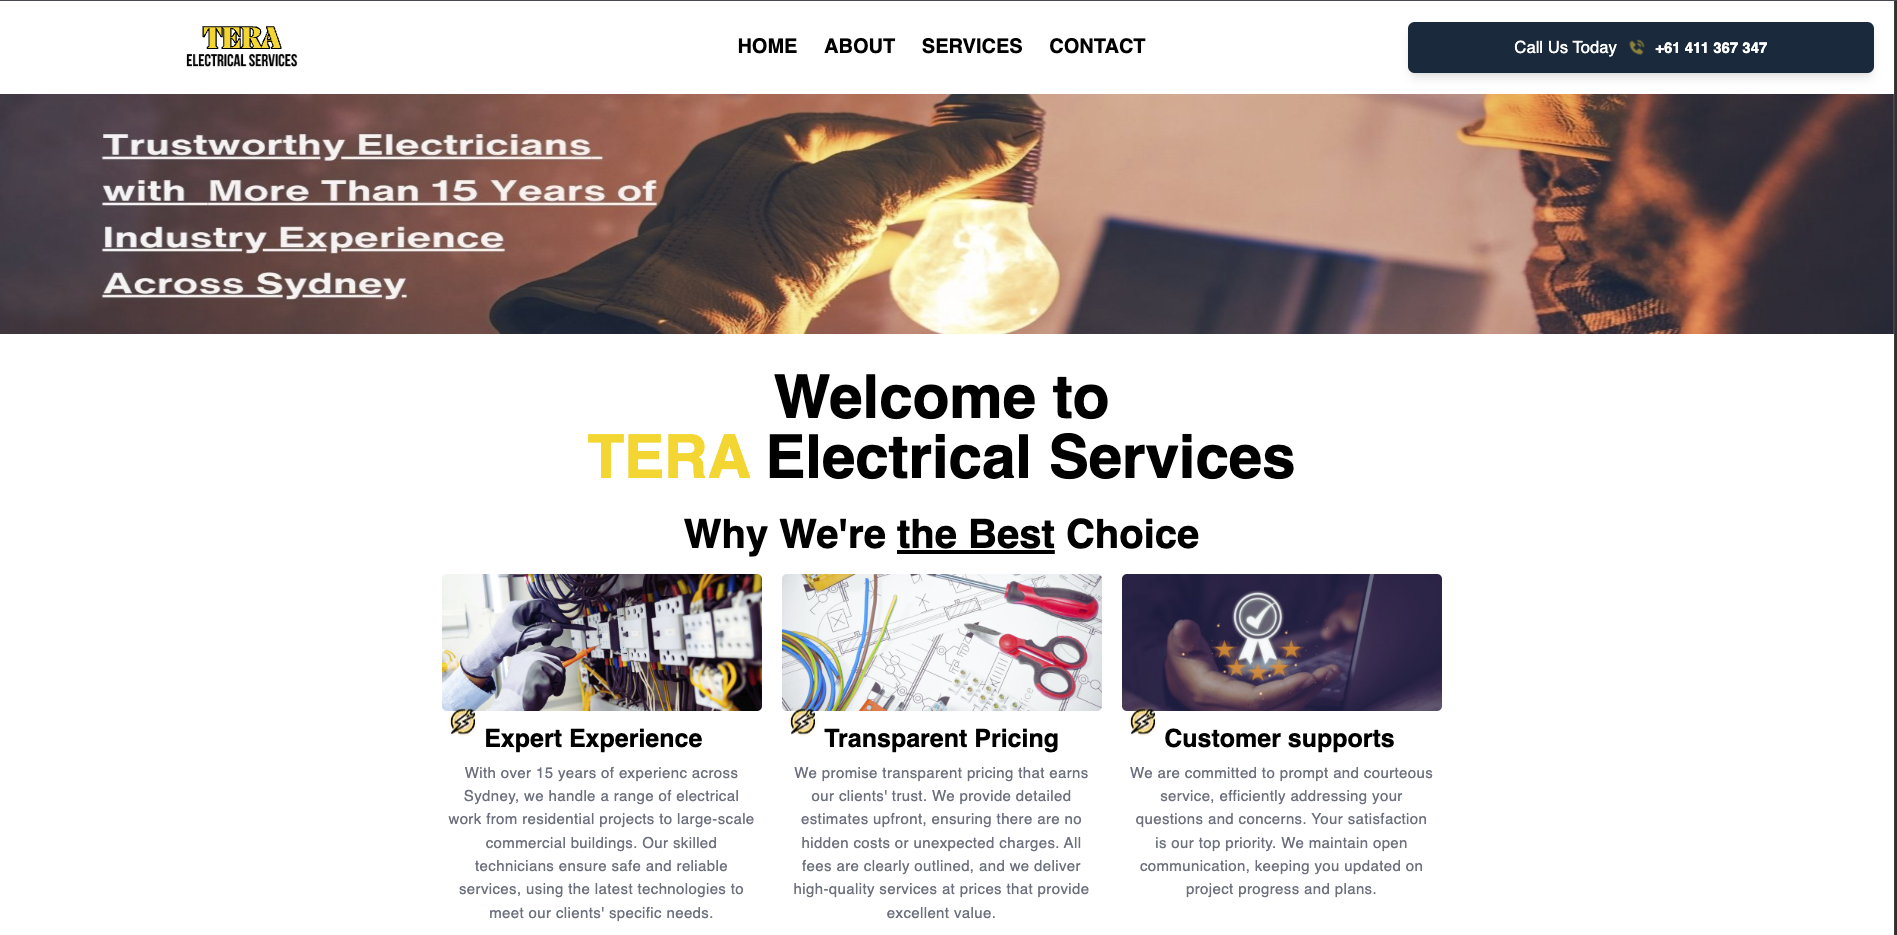 TERA
ELECTRICAL SERVICES
HOME ABOUT SERVICES CONTACT
Call Us Today +61 411 367 347
Trustworthy Electricians
with More Than 15 Years of
Industry Experience
Across Sydney
Welcome to
TERA Electrical Services
Why We're the Best Choice
Expert Experience
With over 15 years of experienc across
Sydney, we handle a range of electrical
work from residential projects to large-scale
commercial buildings. Our skilled
technicians ensure safe and reliable
services, using the latest technologies to
meet our clients' specific needs.
Transparent Pricing
We promise transparent pricing that earns
our clients' trust. We provide detailed
estimates upfront, ensuring there are no
hidden costs or unexpected charges. All
fees are clearly outlined, and we deliver
high-quality services at prices that provide
excellent value.
Customer supports
We are committed to prompt and courteous
service, efficiently addressing your
questions and concerns. Your satisfaction
is our top priority. We maintain open
communication, keeping you updated on
project progress and plans.